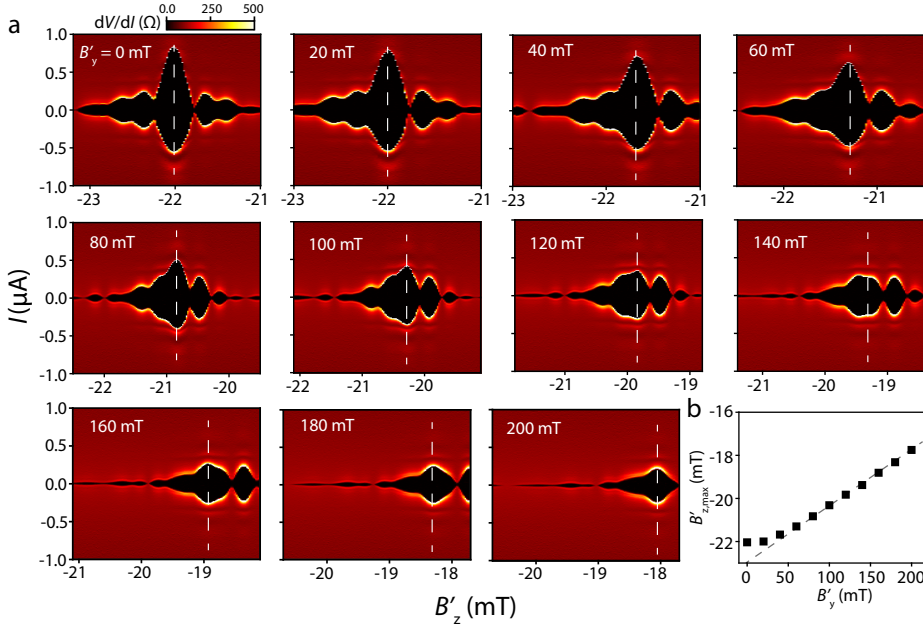 dV/dI (Ω) 0.0 500
a
B′y = 0 mT
20 mT
40 mT
60 mT
1.0
0.5
0.0
-0.5
-1.0
-23 -22 -21
-23 -22 -21
-23 -22 -21
-22 -21
80 mT
100 mT
120 mT
140 mT
1.0
0.5
0.0
-0.5
-1.0
I (μA)
-22 -21 -20
-22 -21 -20
-21 -20 -19 -18
-21 -20 -19
160 mT
180 mT
200 mT
1.0
0.5
0.0
-0.5
-1.0
-21 -20 -19
-20 -19 -18
-20 -19 -18
B′z (mT)
b
-16
-18
-20
-22
B′z,max (mT)
0 50 100 150 200
B′y (mT)